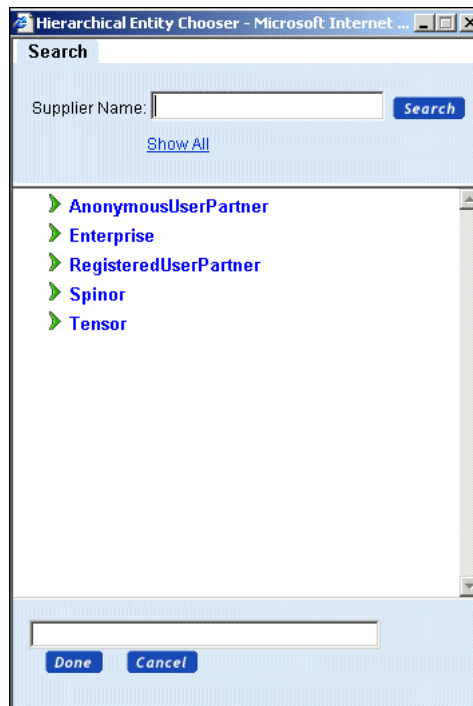 Hierarchical Entity Chooser - Microsoft Internet ...
Search
Supplier Name:
Search
Show All
AnonymousUserPartner
Enterprise
RegisteredUserPartner
Spinor
Tensor
Done Cancel